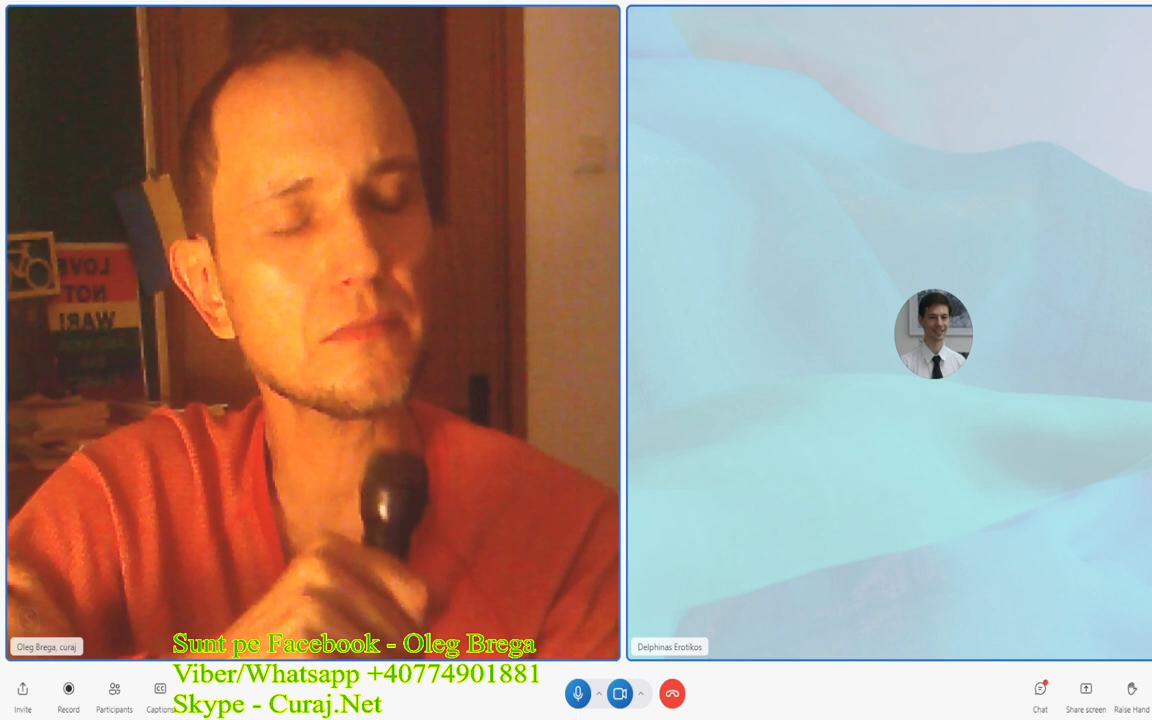 LOVE
NOT
WAR!
Oleg Brega, curaj
Delphinas Erotikos
Sunt pe Facebook - Oleg Brega
Viber/Whatsapp +40774901881
Skype - Curaj.Net
Invite
Record
Participants
Captions
Chat
Share screen
Raise Hand